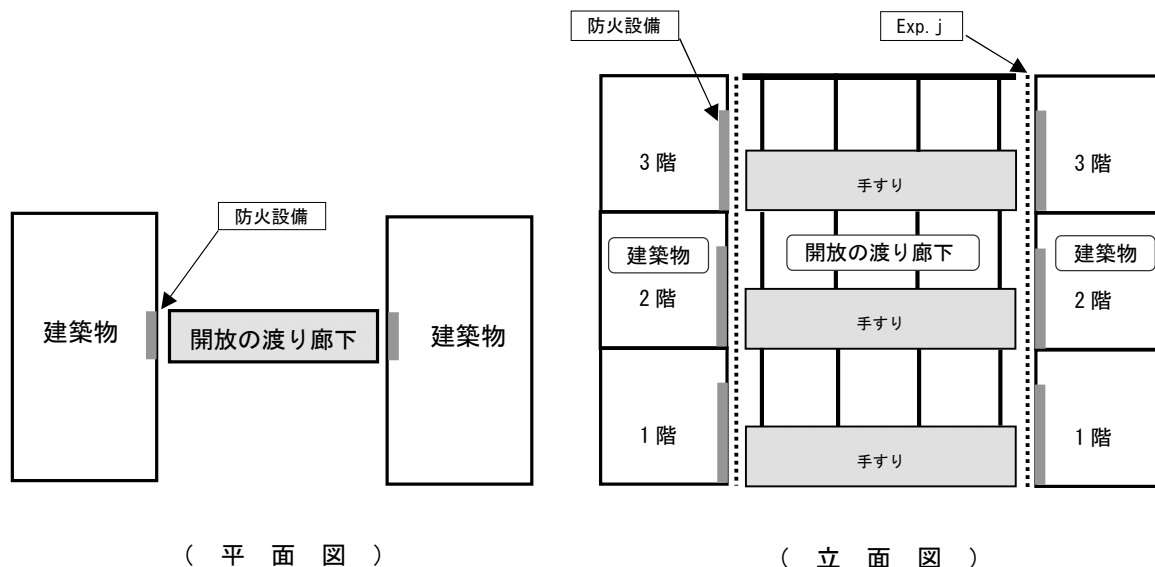 防火設備
建築物
開放の渡り廊下
建築物
( 平 面 図 )
防火設備
Exp.j
3階
手すり
3階
建築物
開放の渡り廊下
建築物
2階
手すり
2階
1階
手すり
1階
( 立 面 図 )